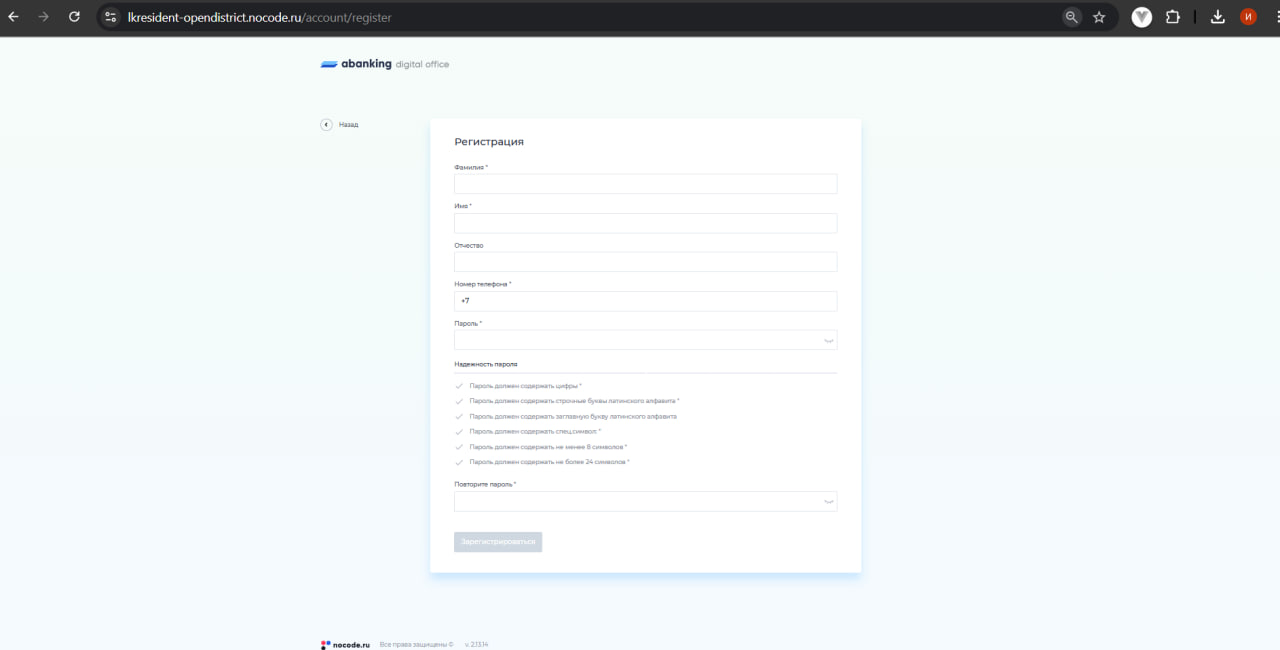 lkresident-opendistrict.nocode.ru/account/register
И
abanking digital office
Назад
Регистрация
Фамилия *
Имя *
Отчество
Номер телефона *
+7
Пароль *
Надежность пароля
Пароль должен содержать цифры *
Пароль должен содержать строчные буквы латинского алфавита *
Пароль должен содержать заглавную букву латинского алфавита
Пароль должен содержать спец.символ: *
Пароль должен содержать не менее 8 символов *
Пароль должен содержать не более 24 символов *
Повторите пароль *
Зарегистрироваться
nocode.ru Все права защищены © v. 2.13.14